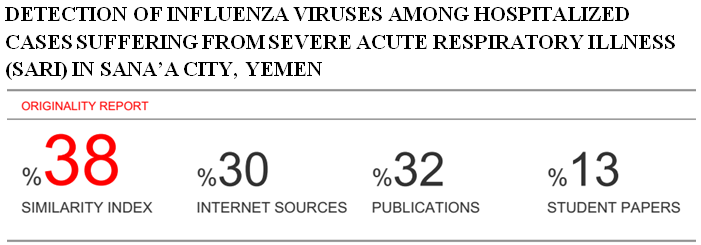 DETECTION OF INFLUENZA VIRUSES AMONG HOSPITALIZED
CASES SUFFERING FROM SEVERE ACUTE RESPIRATORY ILLNESS
(SARI) IN SANA’A CITY, YEMEN
ORIGINALITY REPORT
%38 %30 %32 %13
SIMILARITY INDEX INTERNET SOURCES PUBLICATIONS STUDENT PAPERS